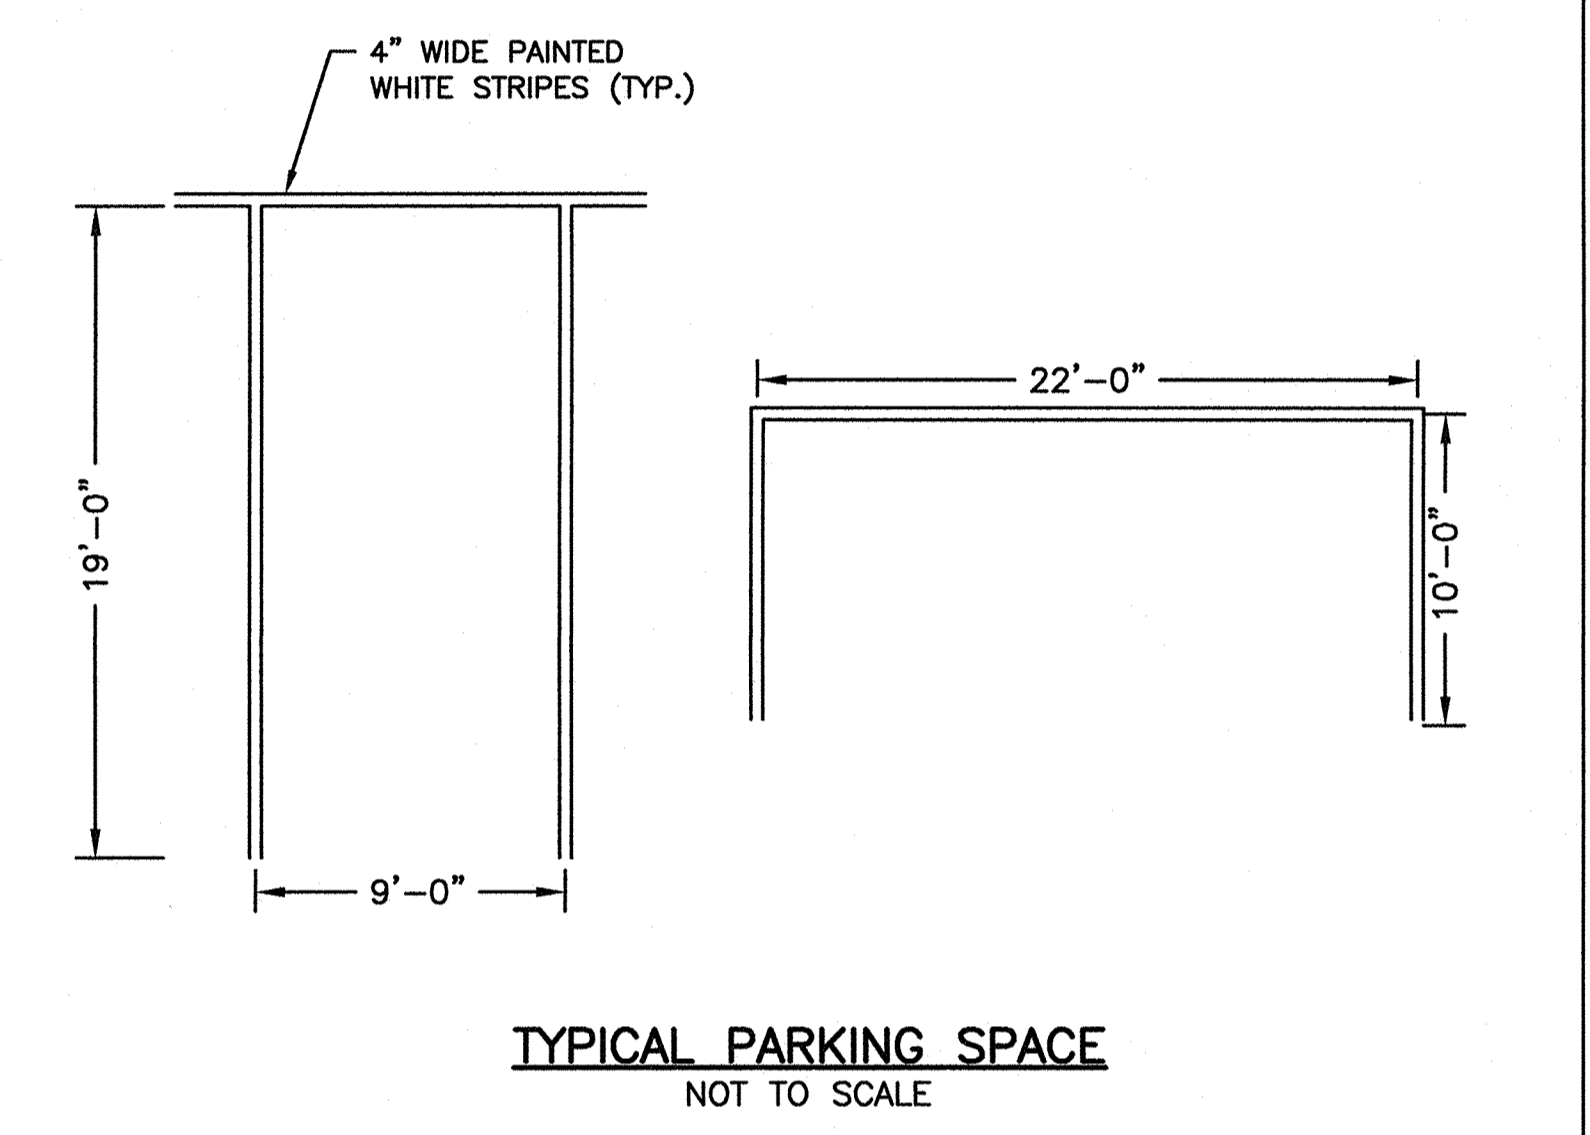 4" WIDE PAINTED
WHITE STRIPES (TYP.)
19'-0"
9'-0"
22'-0"
10'-0"
TYPICAL PARKING SPACE
NOT TO SCALE